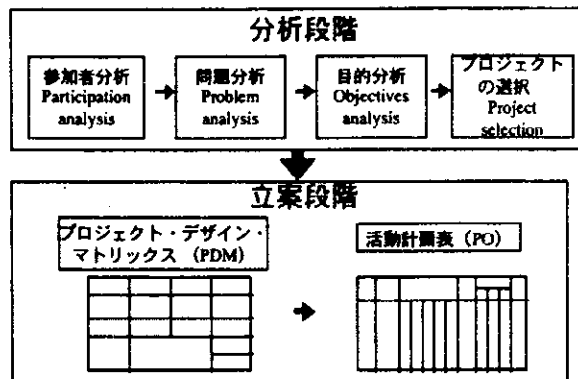 分析段階
参加者分析
Participation
analysis
問題分析
Problem
analysis
目的分析
Objectives
analysis
プロジェクト
の選択
Project
selection
立案段階
プロジェクト・デザイン・
マトリックス (PDM)
活動計画表 (PO)